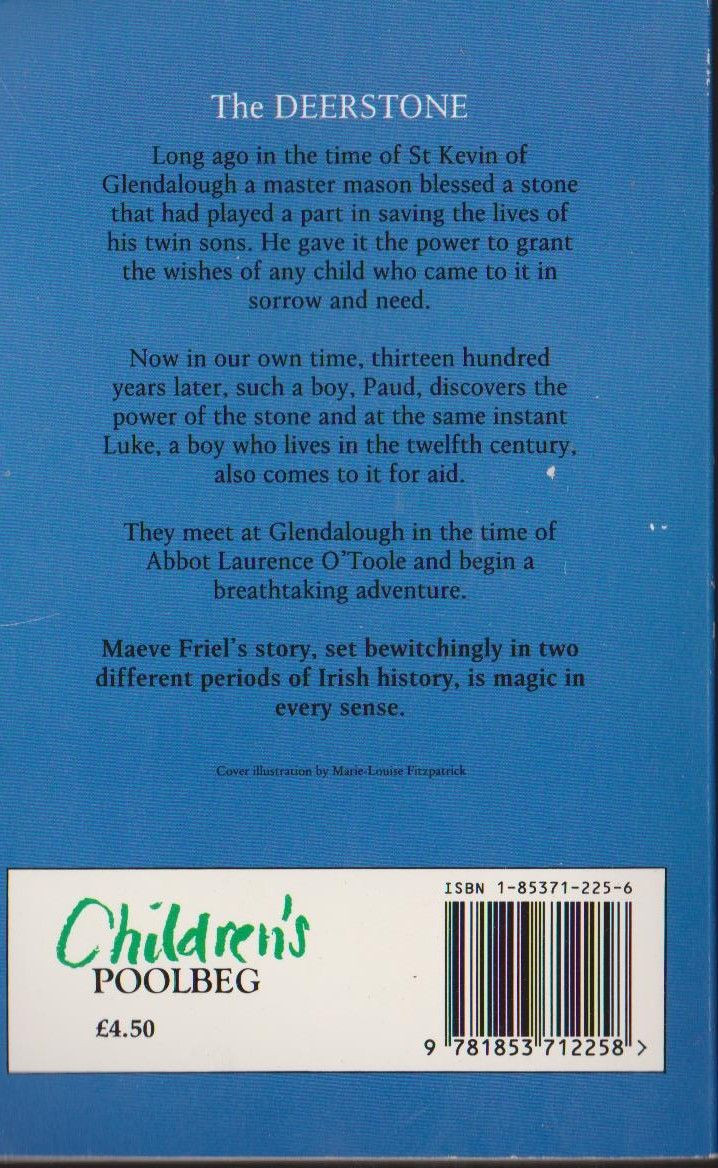 The DEERSTONE
Long ago in the time of St Kevin of
Glendalough a master mason blessed a stone
that had played a part in saving the lives of
his twin sons. He gave it the power to grant
the wishes of any child who came to it in
sorrow and need.
Now in our own time, thirteen hundred
years later, such a boy, Paud, discovers the
power of the stone and at the same instant
Luke, a boy who lives in the twelfth century,
also comes to it for aid.
They meet at Glendalough in the time of
Abbot Laurence O'Toole and begin a
breathtaking adventure.
Maeve Friel's story, set bewitchingly in two
different periods of Irish history, is magic in
every sense.
Cover illustration by Marie-Louise Fitzpatrick
ISBN 1-85371-225-6
Children's
POOLBEG
£4.50
9 781853 712258 >